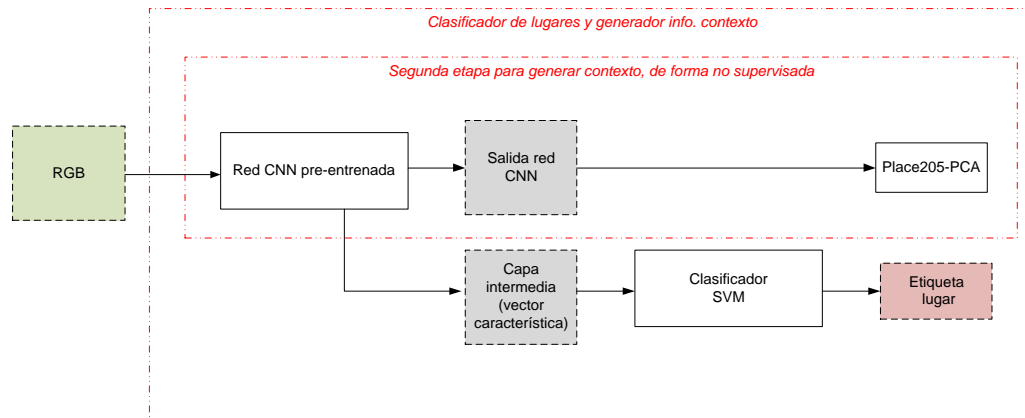 Clasificador de lugares y generador info. contexto
Segunda etapa para generar contexto, de forma no supervisada
RGB
Red CNN pre-entrenada
Salida red
CNN
Place205-PCA
Capa
intermedia
(vector
característica)
Clasificador
SVM
Etiqueta
lugar